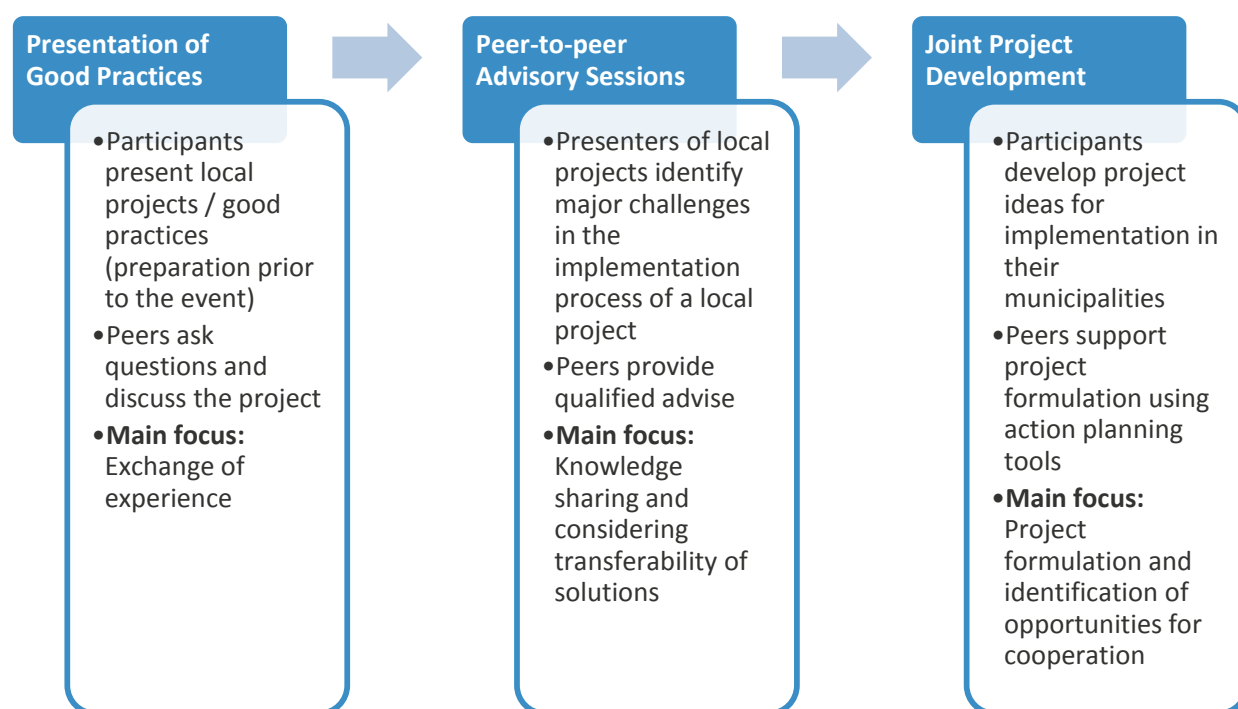 Presentation of
Good Practices
•Participants
present local
projects / good
practices
(preparation prior
to the event)
•Peers ask
questions and
discuss the project
•Main focus:
Exchange of
experience
Peer-to-peer
Advisory Sessions
•Presenters of local
projects identify
major challenges
in the
implementation
process of a local
project
•Peers provide
qualified advise
•Main focus:
Knowledge
sharing and
considering
transferability of
solutions
Joint Project
Development
•Participants
develop project
ideas for
implementation in
their
municipalities
•Peers support
project
formulation using
action planning
tools
•Main focus:
Project
formulation and
identification of
opportunities for
cooperation